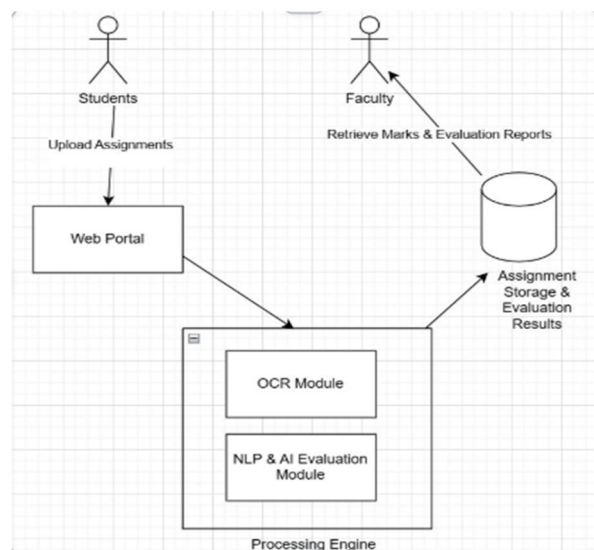 Students
Faculty
Upload Assignments
Retrieve Marks & Evaluation Reports
Web Portal
Assignment
Storage &
Evaluation
Results
OCR Module
NLP & AI Evaluation
Module
Processing Engine